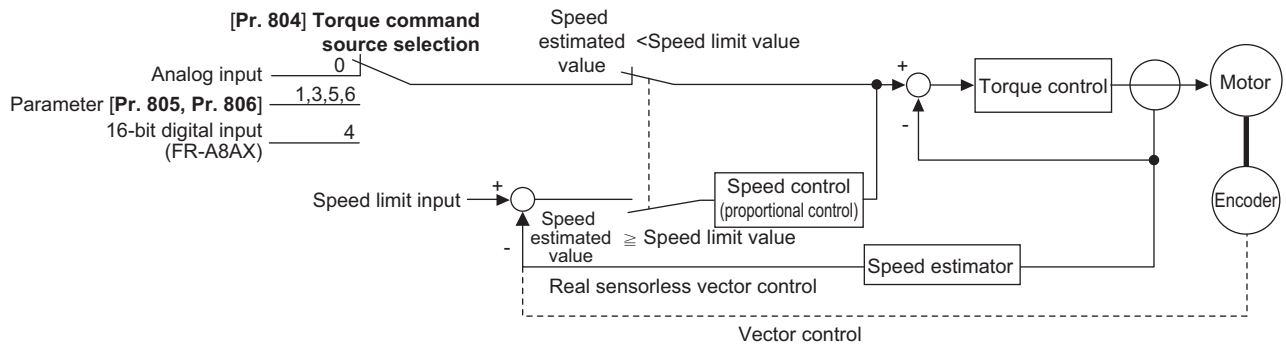 [Pr. 804] Torque command
source selection
Analog input
0
Parameter [Pr. 805, Pr. 806]
1,3,5,6
16-bit digital input
(FR-A8AX)
4
Speed
estimated
value
<Speed limit value
+
-
Torque control
Motor
Encoder
Speed limit input
+
-
Speed
estimated
value
≧ Speed limit value
Speed control
(proportional control)
Speed estimator
Real sensorless vector control
Vector control